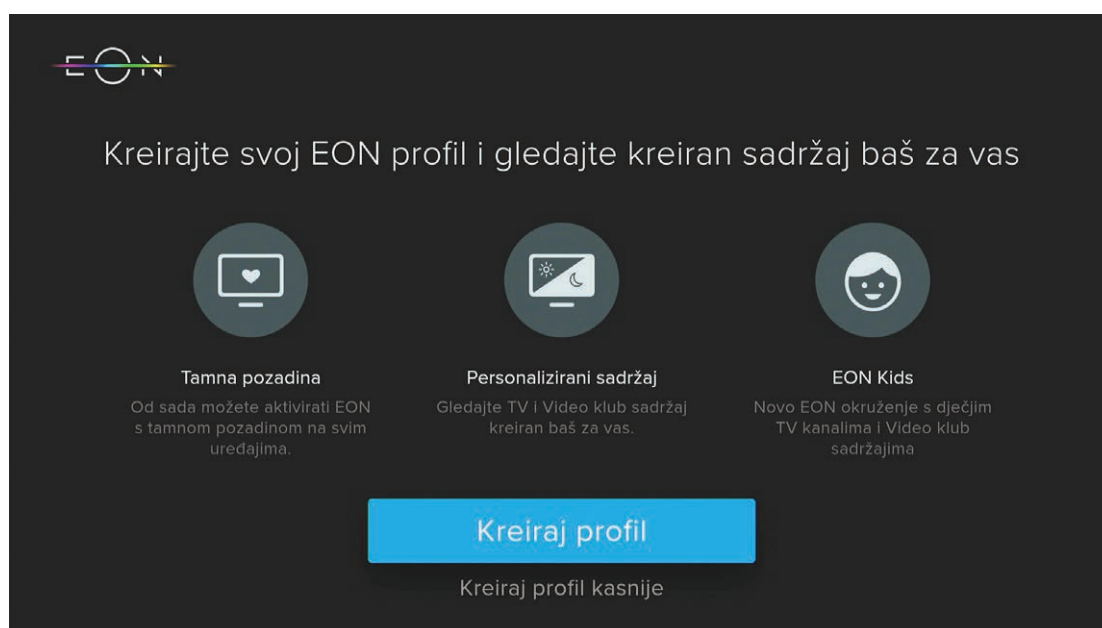 EON
Kreirajte svoj EON profil i gledajte kreiran sadržaj baš za vas
Tamna pozadina
Od sada možete aktivirati EON
s tamnom pozadinom na svim
uređajima.
Personalizirani sadržaj
Gledajte TV i Video klub sadržaj
kreiran baš za vas.
EON Kids
Novo EON okruženje s dječjim
TV kanalima i Video klub
sadržajima
Kreiraj profil
Kreiraj profil kasnije